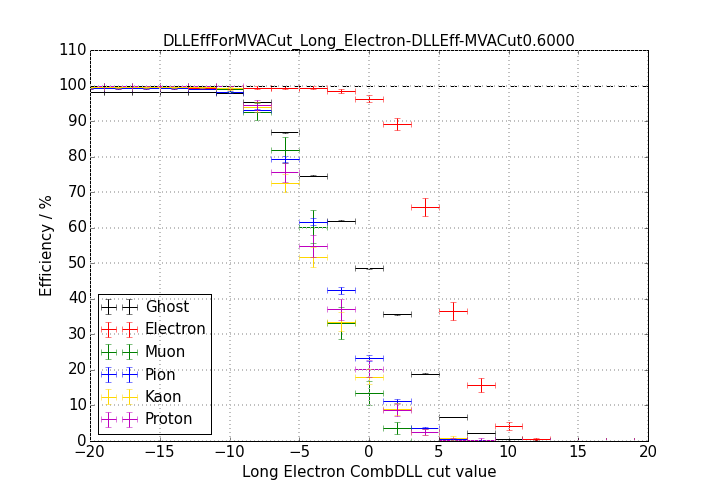 DLLEffForMVACut_Long_Electron-DLLEff-MVACut0.6000
110
100
90
80
70
60
50
40
30
20
10
0
Efficiency / %
Ghost
Electron
Muon
Pion
Kaon
Proton
−20 −15 −10 −5 0 5 10 15 20
Long Electron CombDLL cut value